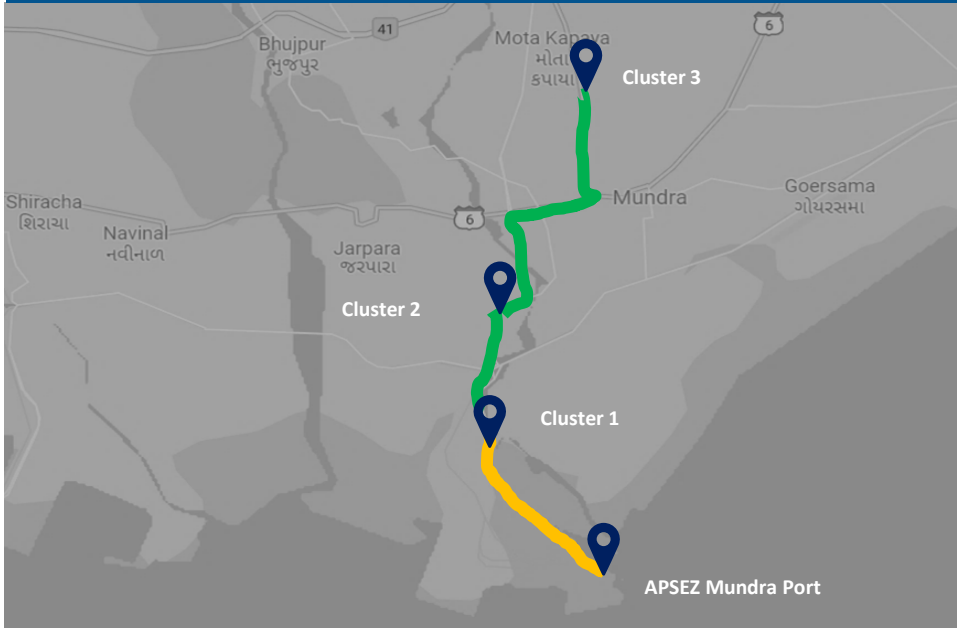 41
6
Bhujpur
ભુજપુર
Mota Kapaya
મોટા
કપાયા
Cluster 3
Shiracha
શિરાચા
Navinal
નવીનાળ
6
Mundra
Goersama
ગોયરસમા
Jarpara
જરપારા
Cluster 2
Cluster 1
APSEZ Mundra Port